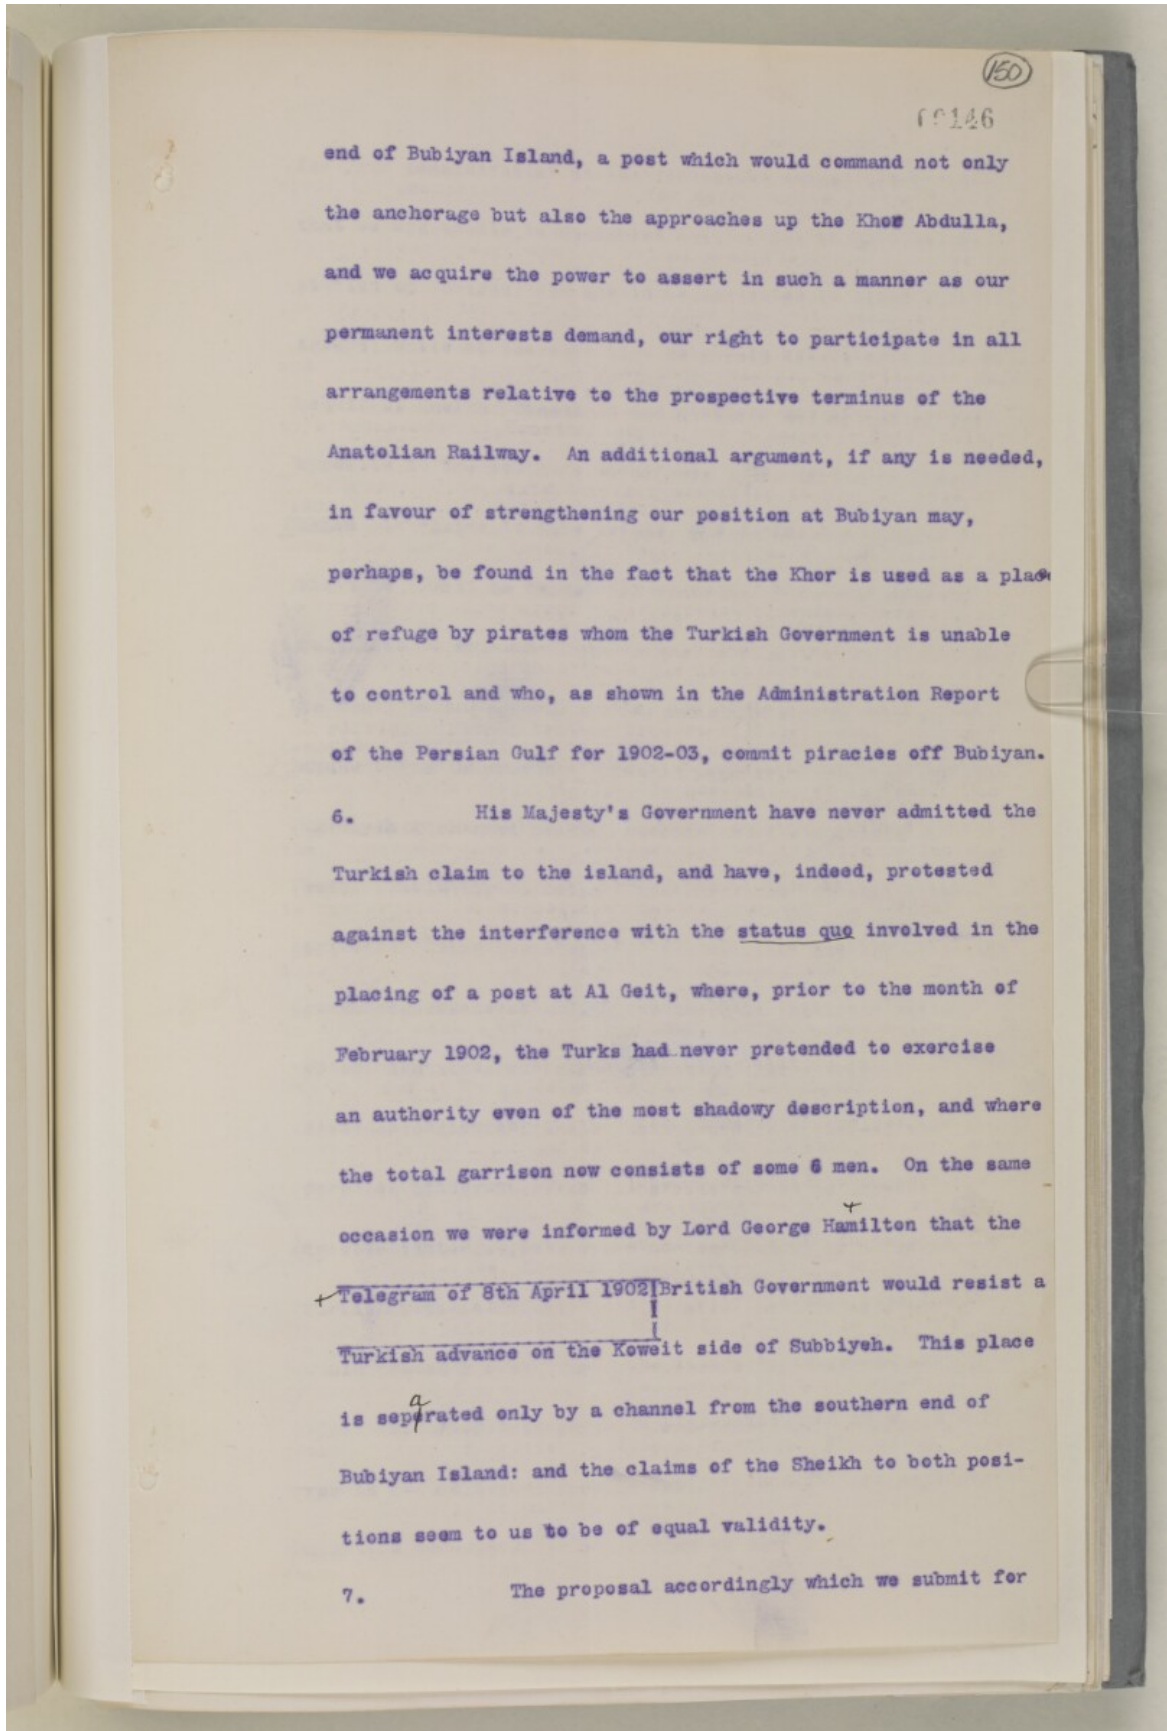 150
146
end of Bubiyan Island, a post which would command not only
the anchorage but also the approaches up the Khor Abdulla,
and we acquire the power to assert in such a manner as our
permanent interests demand, our right to participate in all
arrangements relative to the prospective terminus of the
Anatolian Railway. An additional argument, if any is needed,
in favour of strengthening our position at Bubiyan may,
perhaps, be found in the fact that the Khor is used as a place
of refuge by pirates whom the Turkish Government is unable
to control and who, as shown in the Administration Report
of the Persian Gulf for 1902-03, commit piracies off Bubiyan.
6. His Majesty's Government have never admitted the
Turkish claim to the island, and have, indeed, protested
against the interference with the status quo involved in the
placing of a post at Al Geit, where, prior to the month of
February 1902, the Turks had never pretended to exercise
an authority even of the most shadowy description, and where
the total garrison now consists of some 6 men. On the same
+
occasion we were informed by Lord George Hamilton that the
+ Telegram of 8th April 1902 British Government would resist a
Turkish advance on the Koweit side of Subbiyeh. This place
is separated only by a channel from the southern end of
Bubiyan Island: and the claims of the Sheikh to both posi-
tions seem to us to be of equal validity.
7. The proposal accordingly which we submit for